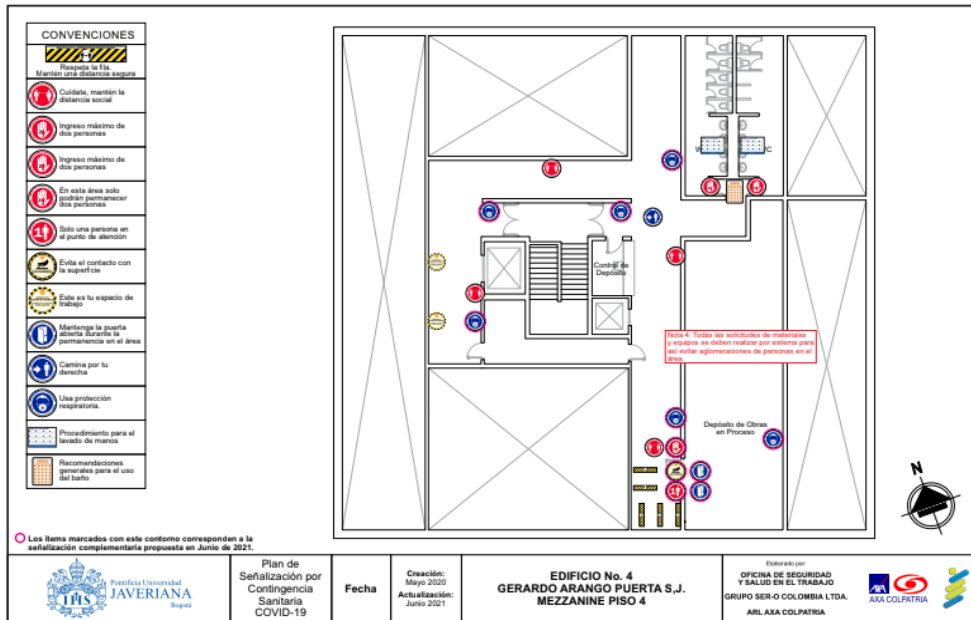 CONVENCIONES
Respeta la fila.
Mantén una distancia segura
Cuídate, mantén la
distancia social
Ingreso máximo de
dos personas
Ingreso máximo de
dos personas
En esta área solo
podrán permanecer
dos personas
Solo una persona en
el punto de atención
Evita el contacto con
la superficie
Este es tu espacio de
trabajo
Mantenga la puerta
abierta durante la
permanencia en el área
Camina por tu
derecha
Usa protección
respiratoria.
Procedimiento para el
lavado de manos
Recomendaciones
generales para el uso
del baño
Los ítems marcados con este contorno corresponden a la
señalización complementaria propuesta en Junio de 2021.
Control de
Depósito
Nota 4: Todas las solicitudes de materiales
y equipos se deben realizar por sistema para
así evitar aglomeraciones de personas en el
área.
Depósito de Obras
en Proceso
N
Pontificia Universidad
JAVERIANA
Bogotá
Plan de
Señalización por
Contingencia
Sanitaria
COVID-19
Fecha
Creación:
Mayo 2020
Actualización:
Junio 2021
EDIFICIO No. 4
GERARDO ARANGO PUERTA S,J.
MEZZANINE PISO 4
Elaborado por:
OFICINA DE SEGURIDAD
Y SALUD EN EL TRABAJO
GRUPO SER-O COLOMBIA LTDA.
ARL AXA COLPATRIA
AXA COLPATRIA